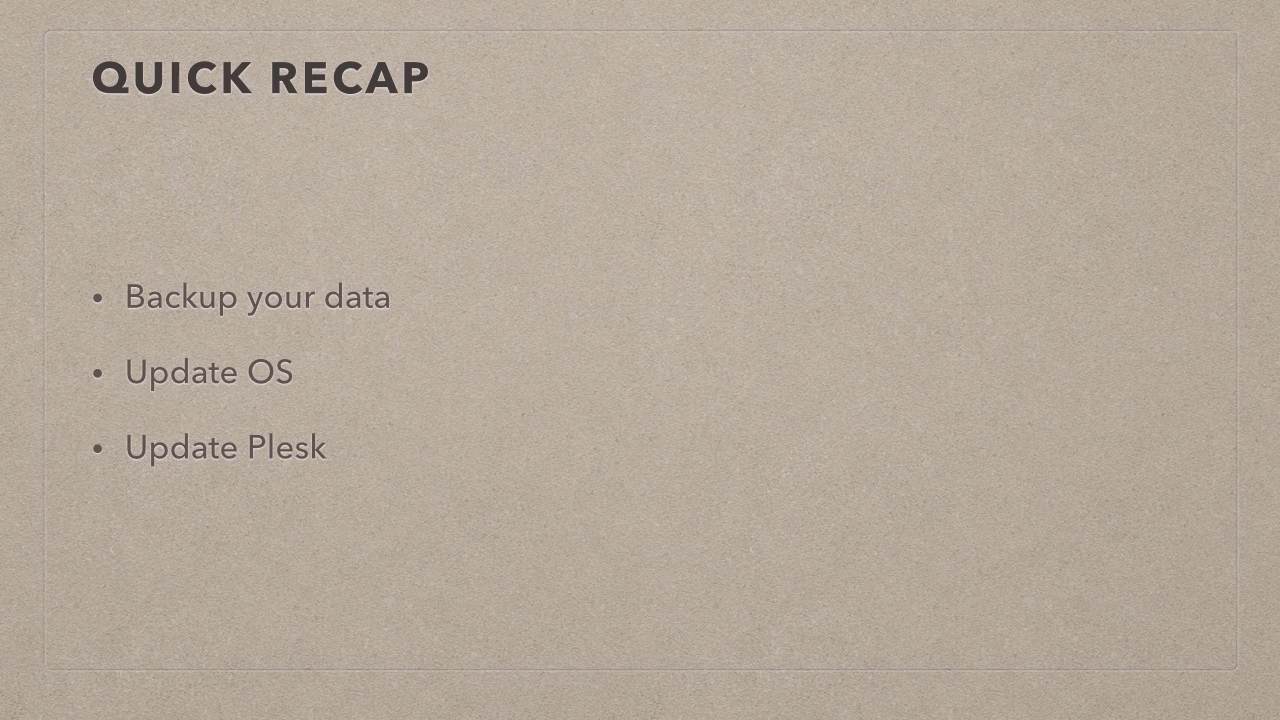 QUICK RECAP
• Backup your data
• Update OS
• Update Plesk